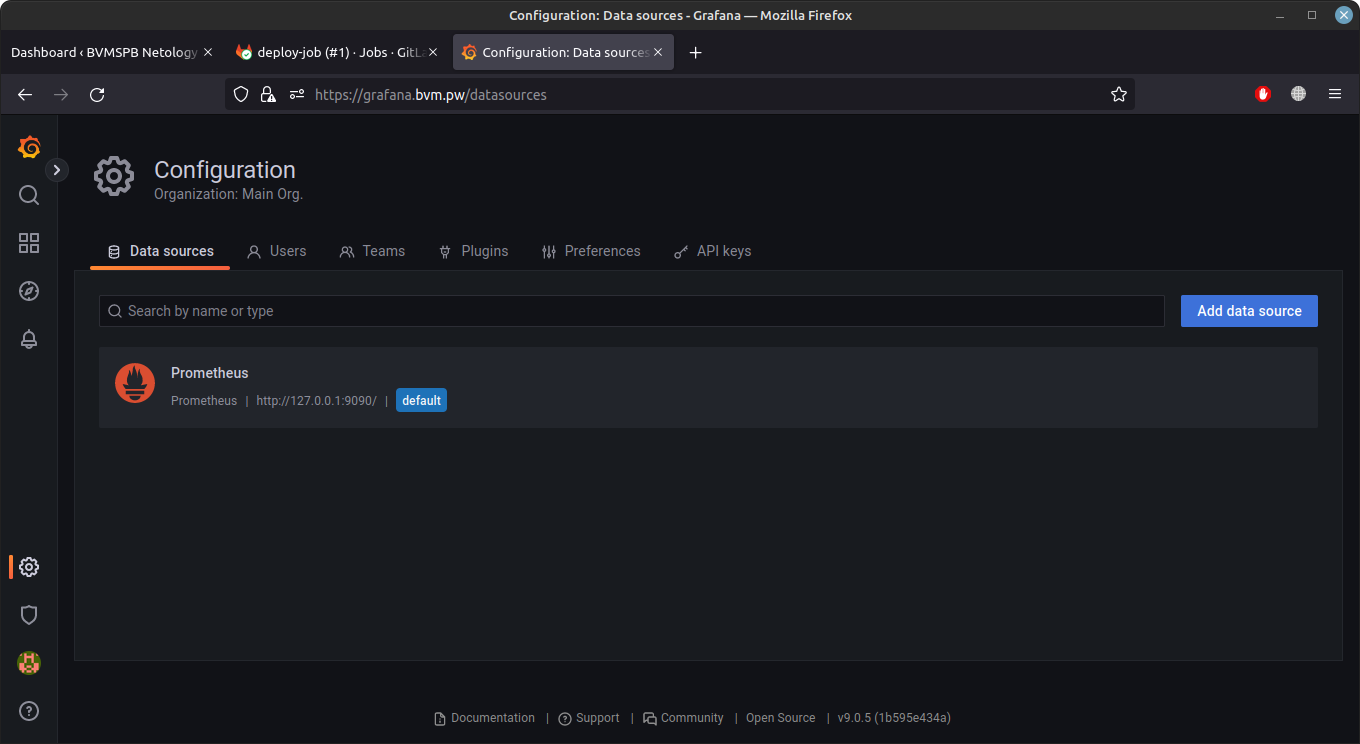 Configuration: Data sources - Grafana — Mozilla Firefox
Dashboard ‹ BVMSPB Netology
deploy-job (#1) · Jobs · GitLa
Configuration: Data sources
https://grafana.bvm.pw/datasources
Configuration
Organization: Main Org.
Data sources
Users
Teams
Plugins
Preferences
API keys
Search by name or type
Add data source
Prometheus
Prometheus | http://127.0.0.1:9090/ | default
Documentation | Support | Community | Open Source | v9.0.5 (1b595e434a)